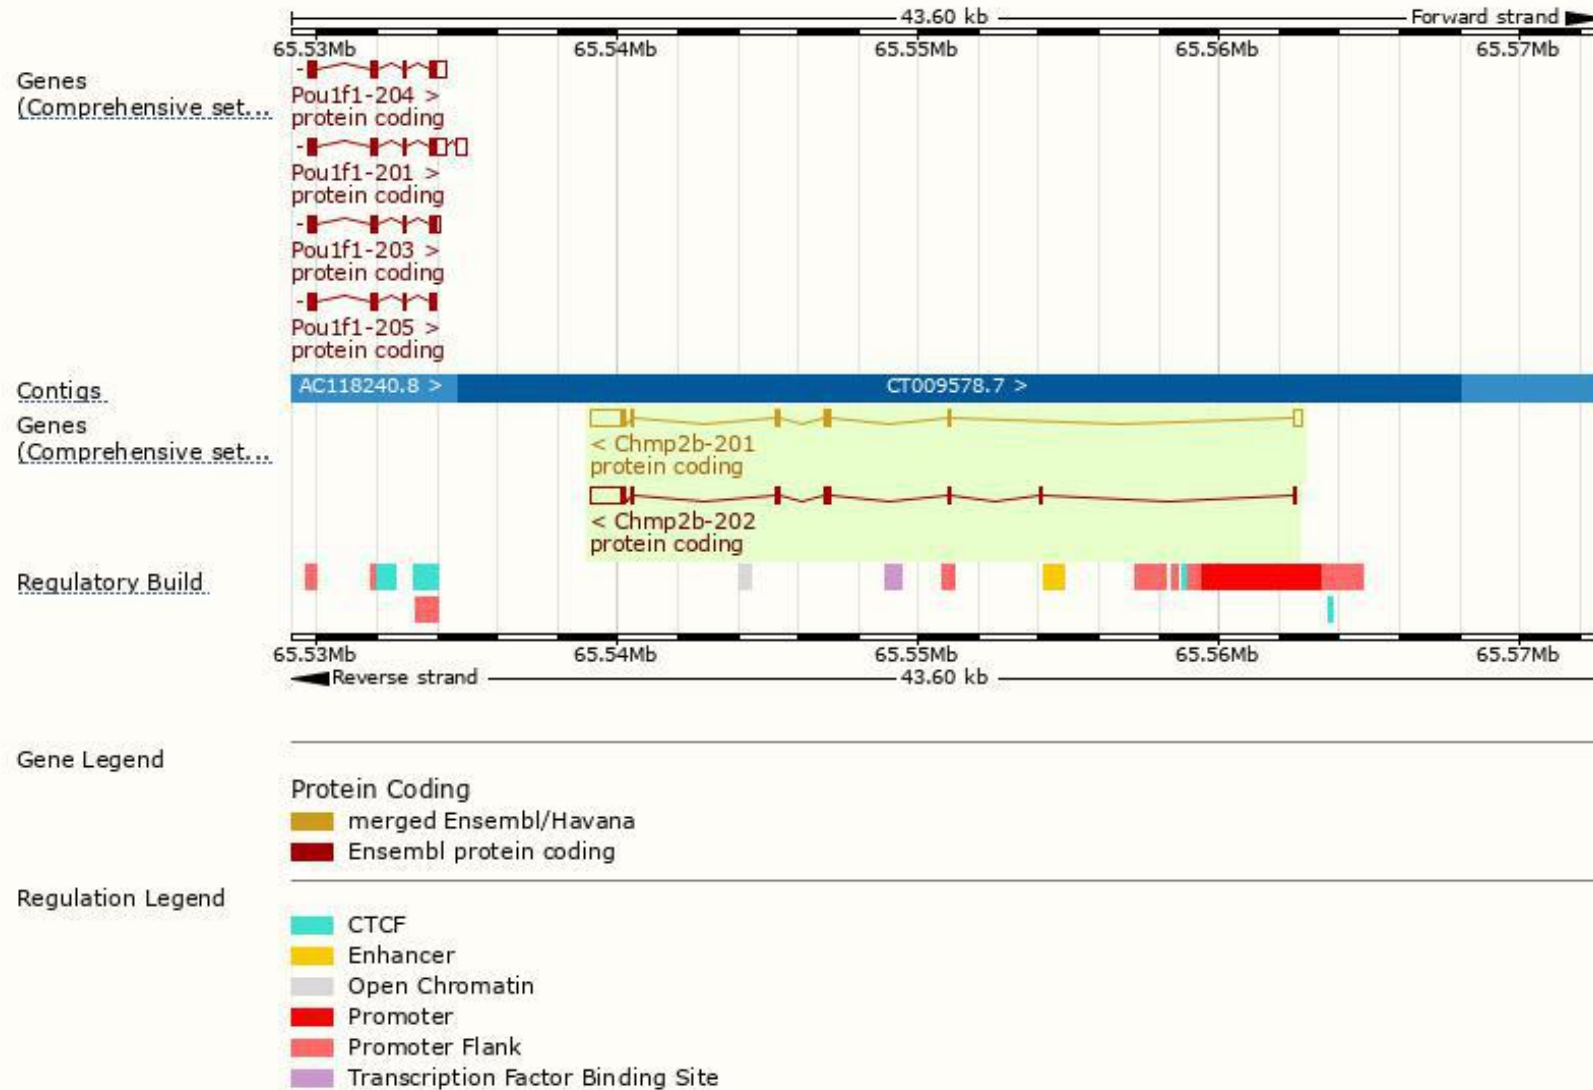 43.60 kb Forward strand
65.53Mb 65.54Mb 65.55Mb 65.56Mb 65.57Mb
Genes
(Comprehensive set...
Pou1f1-204 >
protein coding
Pou1f1-201 >
protein coding
Pou1f1-203 >
protein coding
Pou1f1-205 >
protein coding
Contigs AC118240.8 > CT009578.7 >
Genes
(Comprehensive set...
< Chmp2b-201
protein coding
< Chmp2b-202
protein coding
Regulatory Build
65.53Mb 65.54Mb 65.55Mb 65.56Mb 65.57Mb
Reverse strand 43.60 kb
Gene Legend
Protein Coding
merged Ensembl/Havana
Ensembl protein coding
Regulation Legend
CTCF
Enhancer
Open Chromatin
Promoter
Promoter Flank
Transcription Factor Binding Site